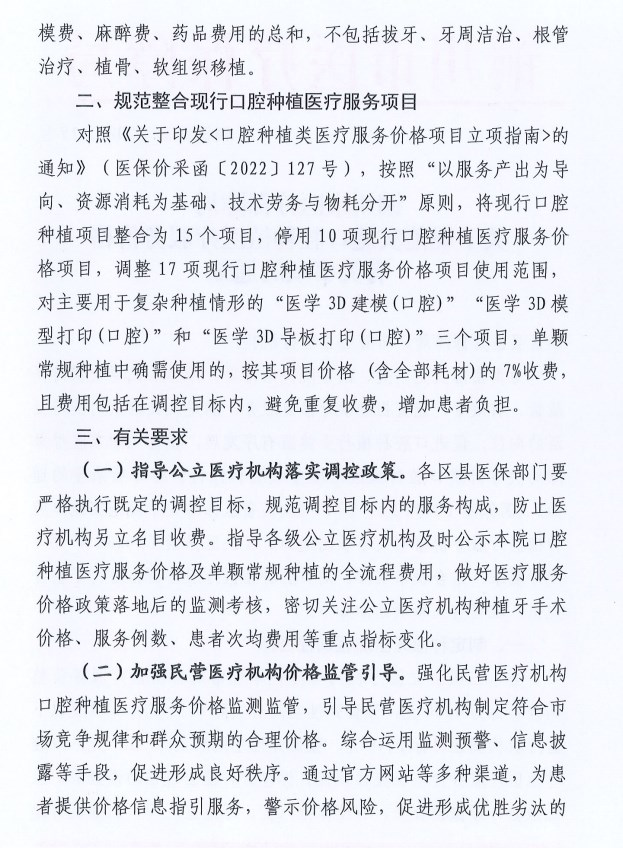 模费、麻醉费、药品费用的总和，不包括拔牙、牙周洁治、根管
治疗、植骨、软组织移植。
二、规范整合现行口腔种植医疗服务项目
对照《关于印发<口腔种植类医疗服务价格项目立项指南>的
通知》（医保价采函〔2022〕127号），按照“以服务产出为导
向、资源消耗为基础、技术劳务与物耗分开”原则，将现行口腔
种植项目整合为15个项目，停用10项现行口腔种植医疗服务价
格项目，调整17项现行口腔种植医疗服务价格项目使用范围，
对主要用于复杂种植情形的“医学3D建模(口腔)”“医学3D模
型打印(口腔)”和“医学3D导板打印(口腔)”三个项目，单颗
常规种植中确需使用的,按其项目价格 (含全部耗材)的7%收费，
且费用包括在调控目标内，避免重复收费，增加患者负担。
三、有关要求
（一）指导公立医疗机构落实调控政策。各区县医保部门要
严格执行既定的调控目标，规范调控目标内的服务构成，防止医
疗机构另立名目收费。指导各级公立医疗机构及时公示本院口腔
种植医疗服务价格及单颗常规种植的全流程费用，做好医疗服务
价格政策落地后的监测考核，密切关注公立医疗机构种植牙手术
价格、服务例数、患者次均费用等重点指标变化。
（二）加强民营医疗机构价格监管引导。强化民营医疗机构
口腔种植医疗服务价格监测监管，引导民营医疗机构制定符合市
场竞争规律和群众预期的合理价格。综合运用监测预警、信息披
露等手段，促进形成良好秩序。通过官方网站等多种渠道，为患
者提供价格信息指引服务，警示价格风险，促进形成优胜劣汰的